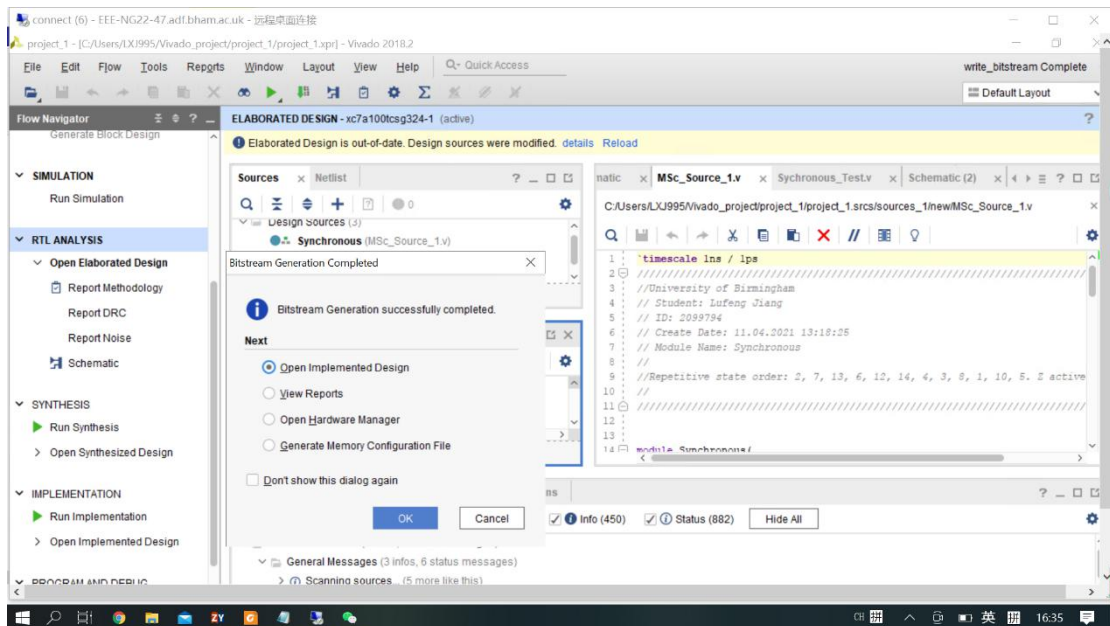 connect (6) - EEE-NG22-47.adf.bham.ac.uk - 远程桌面连接
project_1 - [C:/Users/LXJ995/Vivado_project/project_1/project_1.xpr] - Vivado 2018.2
File Edit Flow Tools Reports Window Layout View Help Quick Access
write_bitstream Complete
Default Layout
Flow Navigator
Generate Block Design
SIMULATION
Run Simulation
RTL ANALYSIS
Open Elaborated Design
Report Methodology
Report DRC
Report Noise
Schematic
SYNTHESIS
Run Synthesis
Open Synthesized Design
IMPLEMENTATION
Run Implementation
Open Implemented Design
PROGRAM AND DEBUG
ELABORATED DESIGN - xc7a100tcsg324-1 (active)
Elaborated Design is out-of-date. Design sources were modified. details Reload
Sources Netlist
0
Design Sources (3)
Synchronous (MSc_Source_1.v)
Bitstream Generation Completed
Bitstream Generation successfully completed.
Next
Open Implemented Design
View Reports
Open Hardware Manager
Generate Memory Configuration File
Don't show this dialog again
OK Cancel
matic MSc_Source_1.v Sychronous_Test.v Schematic (2)
C:/Users/LXJ995/Vivado_project/project_1/project_1.srcs/sources_1/new/MSc_Source_1.v
1 `timescale 1ns / 1ps
2 ////////////////////////////////////////////////////////////////
3 //University of Birmingham
4 // Student: Lufeng Jiang
5 // ID: 2099794
6 // Create Date: 11.04.2021 13:18:25
7 // Module Name: Synchronous
8 //
9 //Repetitive state order: 2, 7, 13, 6, 12, 14, 4, 3, 8, 1, 10, 5. Z active
10 //
11 ////////////////////////////////////////////////////////////////
12
13
14 module Synchronous(
ns
Info (450) Status (882) Hide All
General Messages (3 infos, 6 status messages)
Scanning sources... (5 more like this)
ZY CH 拼 英 拼 16:35